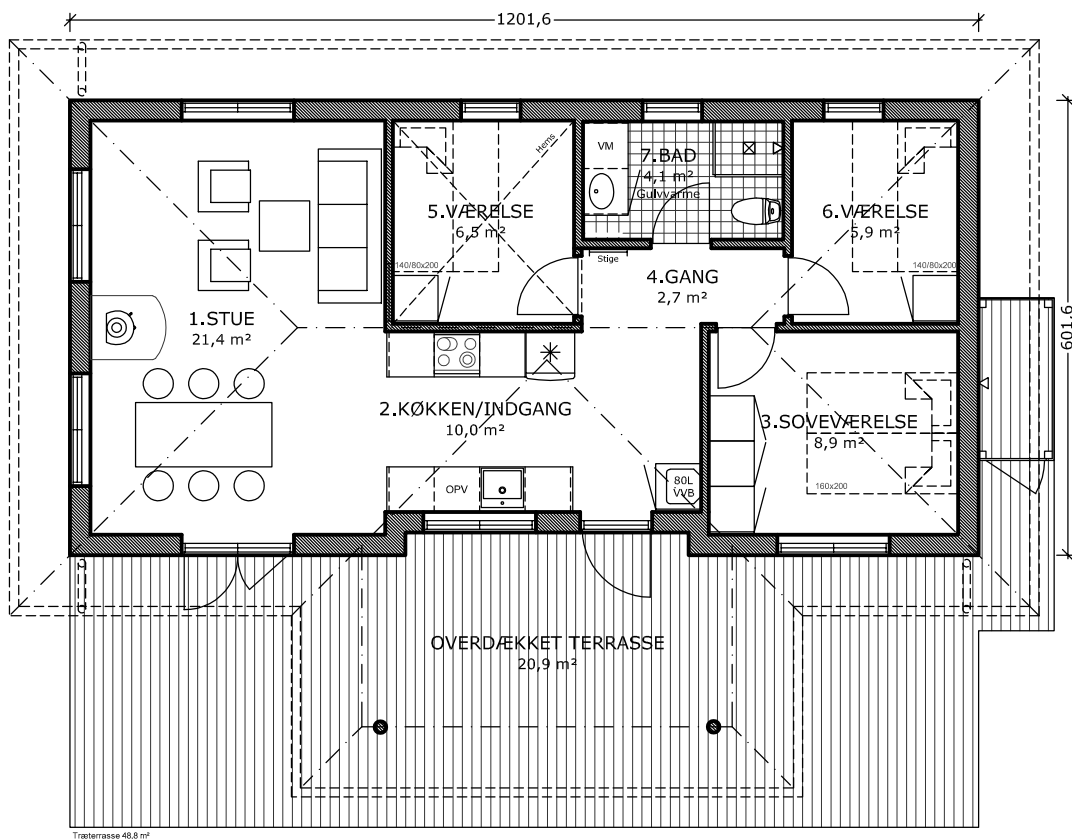 1201,6
601,6
VM
7.BAD
4,1 m²
Gulvvarme
Hems
5.VÆRELSE
6,5 m²
6.VÆRELSE
5,9 m²
140/80x200
140/80x200
Stige
4.GANG
2,7 m²
1.STUE
21,4 m²
2.KØKKEN/INDGANG
10,0 m²
3.SOVEVÆRELSE
8,9 m²
OPV
80L
VVB
160x200
OVERDÆKKET TERRASSE
20,9 m²
Træterrasse 48.8 m²